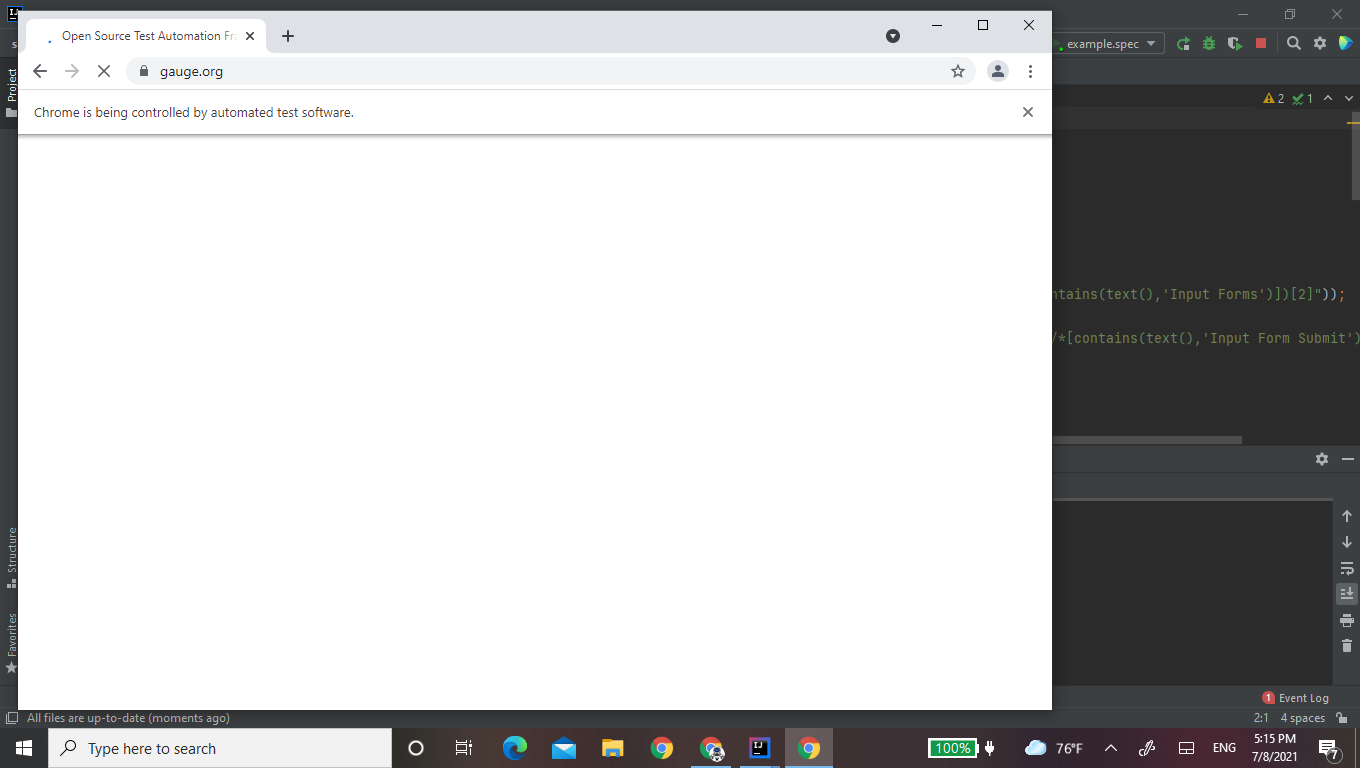 Open Source Test Automation Fr
gauge.org
Chrome is being controlled by automated test software.
IJ
s
example.spec
2
1
Project
ntains(text(),'Input Forms')])[2]"));
/*[contains(text(),'Input Form Submit')
Structure
Favorites
1 Event Log
All files are up-to-date (moments ago)
2:1 4 spaces
Type here to search
IJ
100%
76°F
ENG
5:15 PM
7/8/2021
7